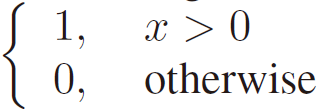 1, x > 0
0, otherwise